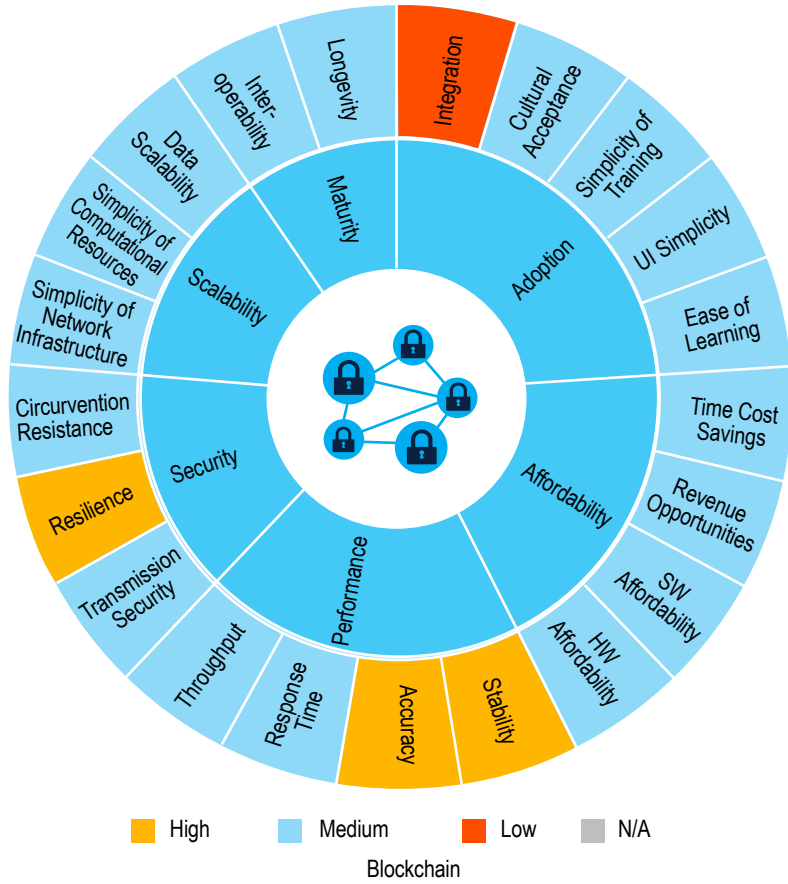 Integration
Cultural
Acceptance
Simplicity of
Training
UI Simplicity
Ease of
Learning
Time Cost
Savings
Revenue
Opportunities
SW
Affordability
HW
Affordability
Stability
Accuracy
Response
Time
Throughput
Transmission
Security
Resilience
Circurvention
Resistance
Simplicity of
Network
Infrastructure
Simplicity of
Computational
Resources
Data
Scalability
Inter-
operability
Longevity
Adoption
Affordability
Performance
Security
Scalability
Maturity
High
Medium
Low
N/A
Blockchain